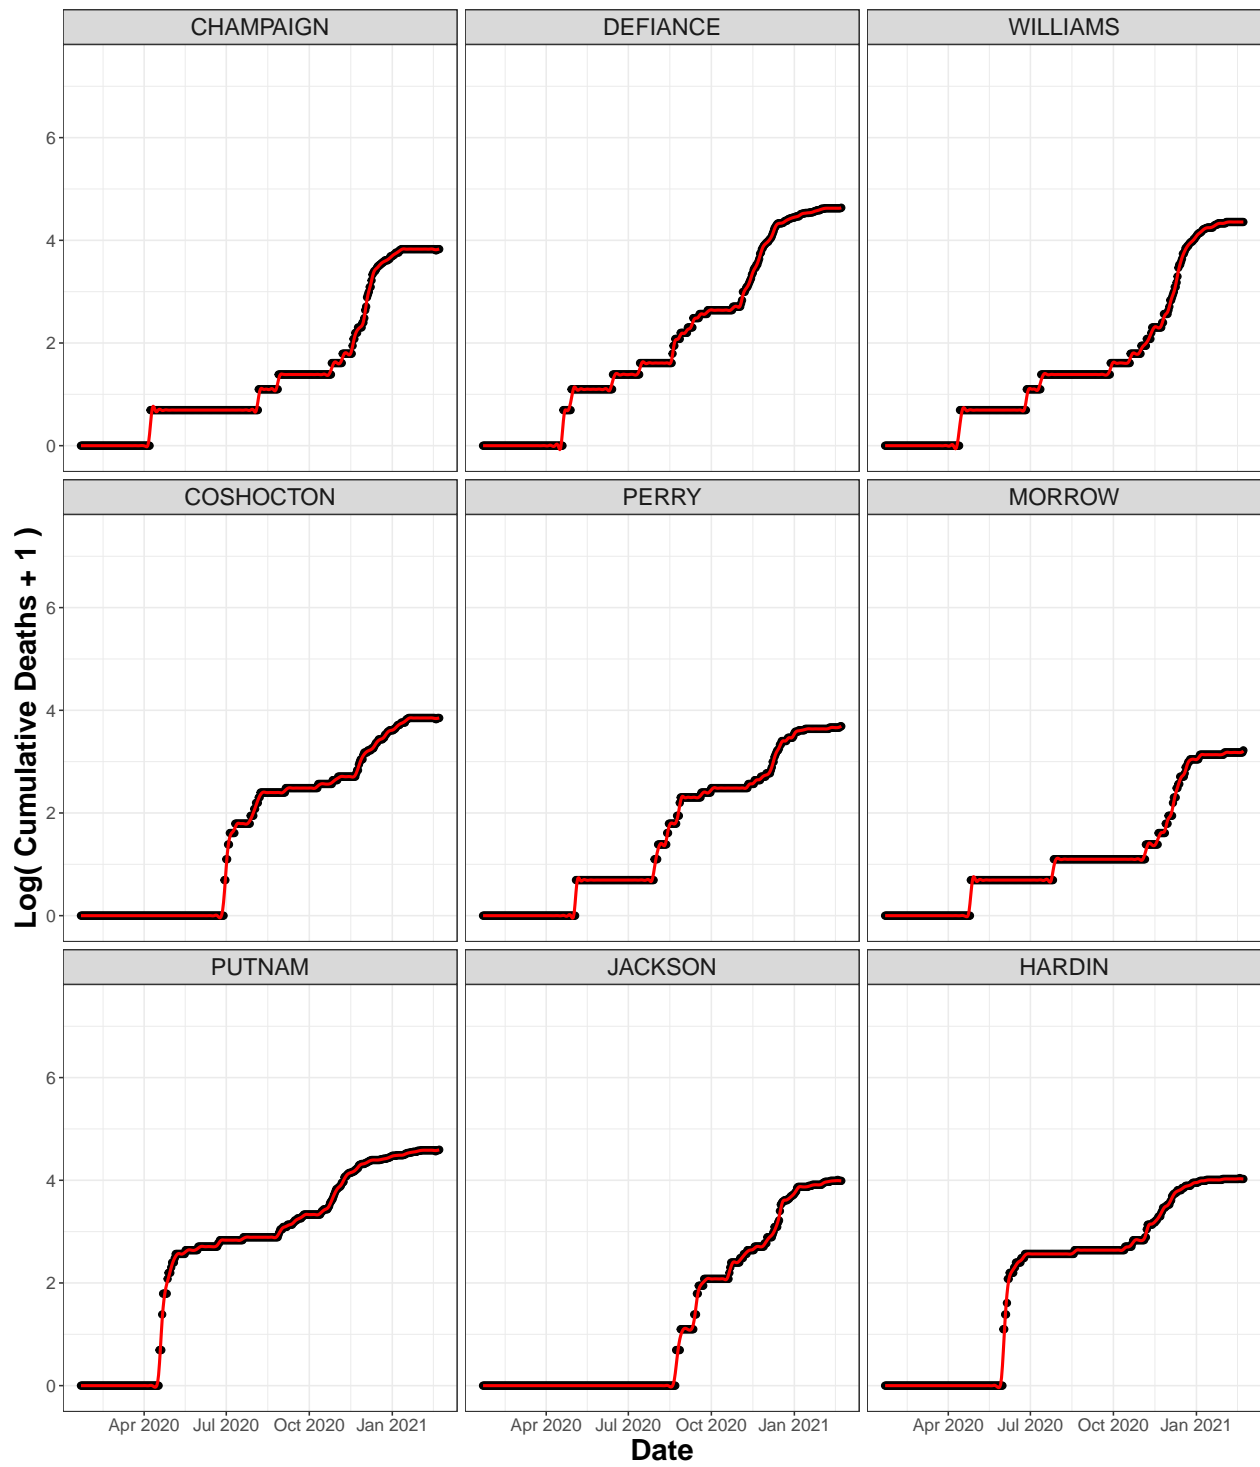 CHAMPAIGN DEFIANCE WILLIAMS
6
4
2
0
COSHOCTON PERRY MORROW
Log( Cumulative Deaths + 1 )
6
4
2
0
PUTNAM JACKSON HARDIN
6
4
2
0
Apr 2020 Jul 2020 Oct 2020 Jan 2021 Apr 2020 Jul 2020 Oct 2020 Jan 2021 Apr 2020 Jul 2020 Oct 2020 Jan 2021
Date